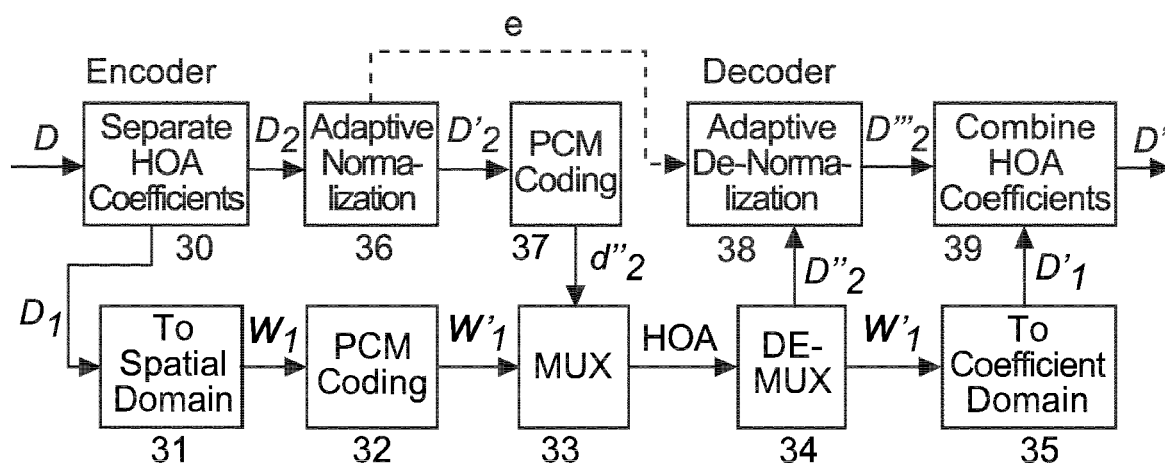 e
Encoder
Decoder
D
Separate
HOA
Coefficients
30
D2
Adaptive
Norma-
lization
36
D'2
PCM
Coding
37
d''2
Adaptive
De-Norma-
lization
38
D'''2
Combine
HOA
Coefficients
39
D'
D1
To
Spatial
Domain
31
W1
PCM
Coding
32
W'1
MUX
33
HOA
DE-
MUX
34
D''2
W'1
To
Coefficient
Domain
35
D'1